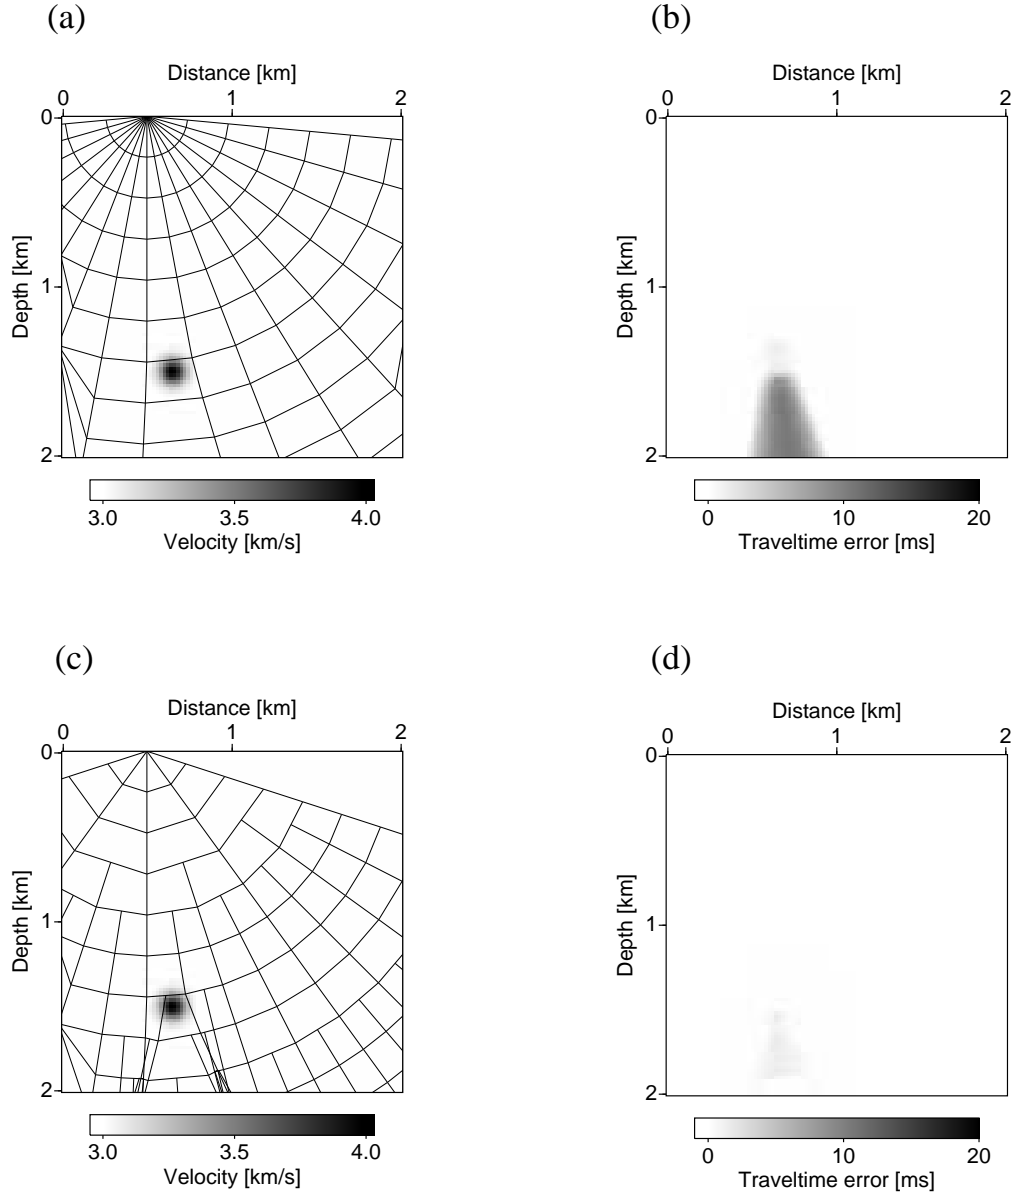 (a)
(b)
Distance [km]
Distance [km]
0 1 2
0 1 2
0
1
2
Depth [km]
0
1
2
Depth [km]
3.0 3.5 4.0
Velocity [km/s]
0 10 20
Traveltime error [ms]
(c)
(d)
Distance [km]
Distance [km]
0 1 2
0 1 2
0
1
2
Depth [km]
0
1
2
Depth [km]
3.0 3.5 4.0
Velocity [km/s]
0 10 20
Traveltime error [ms]